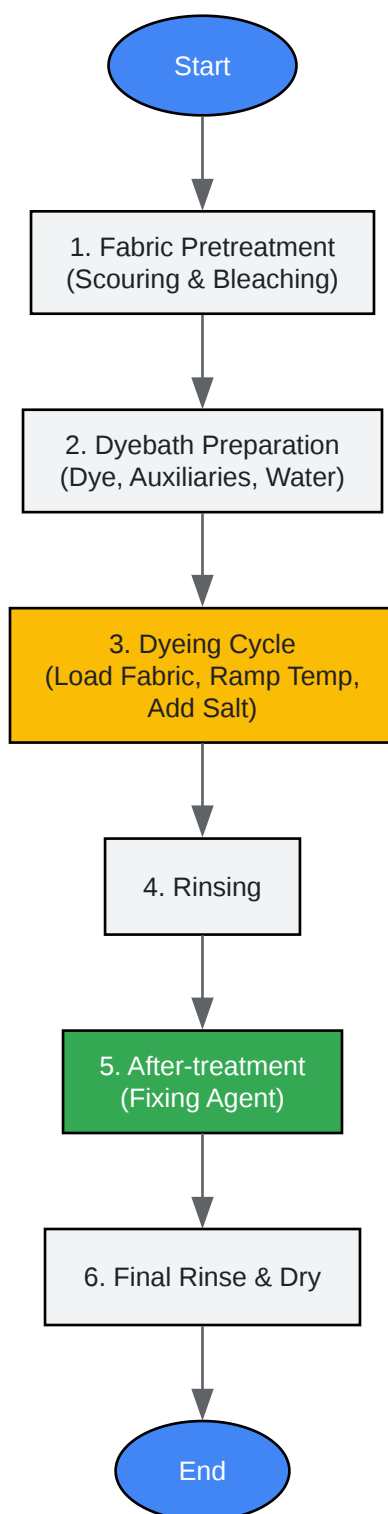 Start
1. Fabric Pretreatment
(Scouring & Bleaching)
2. Dyebath Preparation
(Dye, Auxiliaries, Water)
3. Dyeing Cycle
(Load Fabric, Ramp Temp,
Add Salt)
4. Rinsing
5. After-treatment
(Fixing Agent)
6. Final Rinse & Dry
End